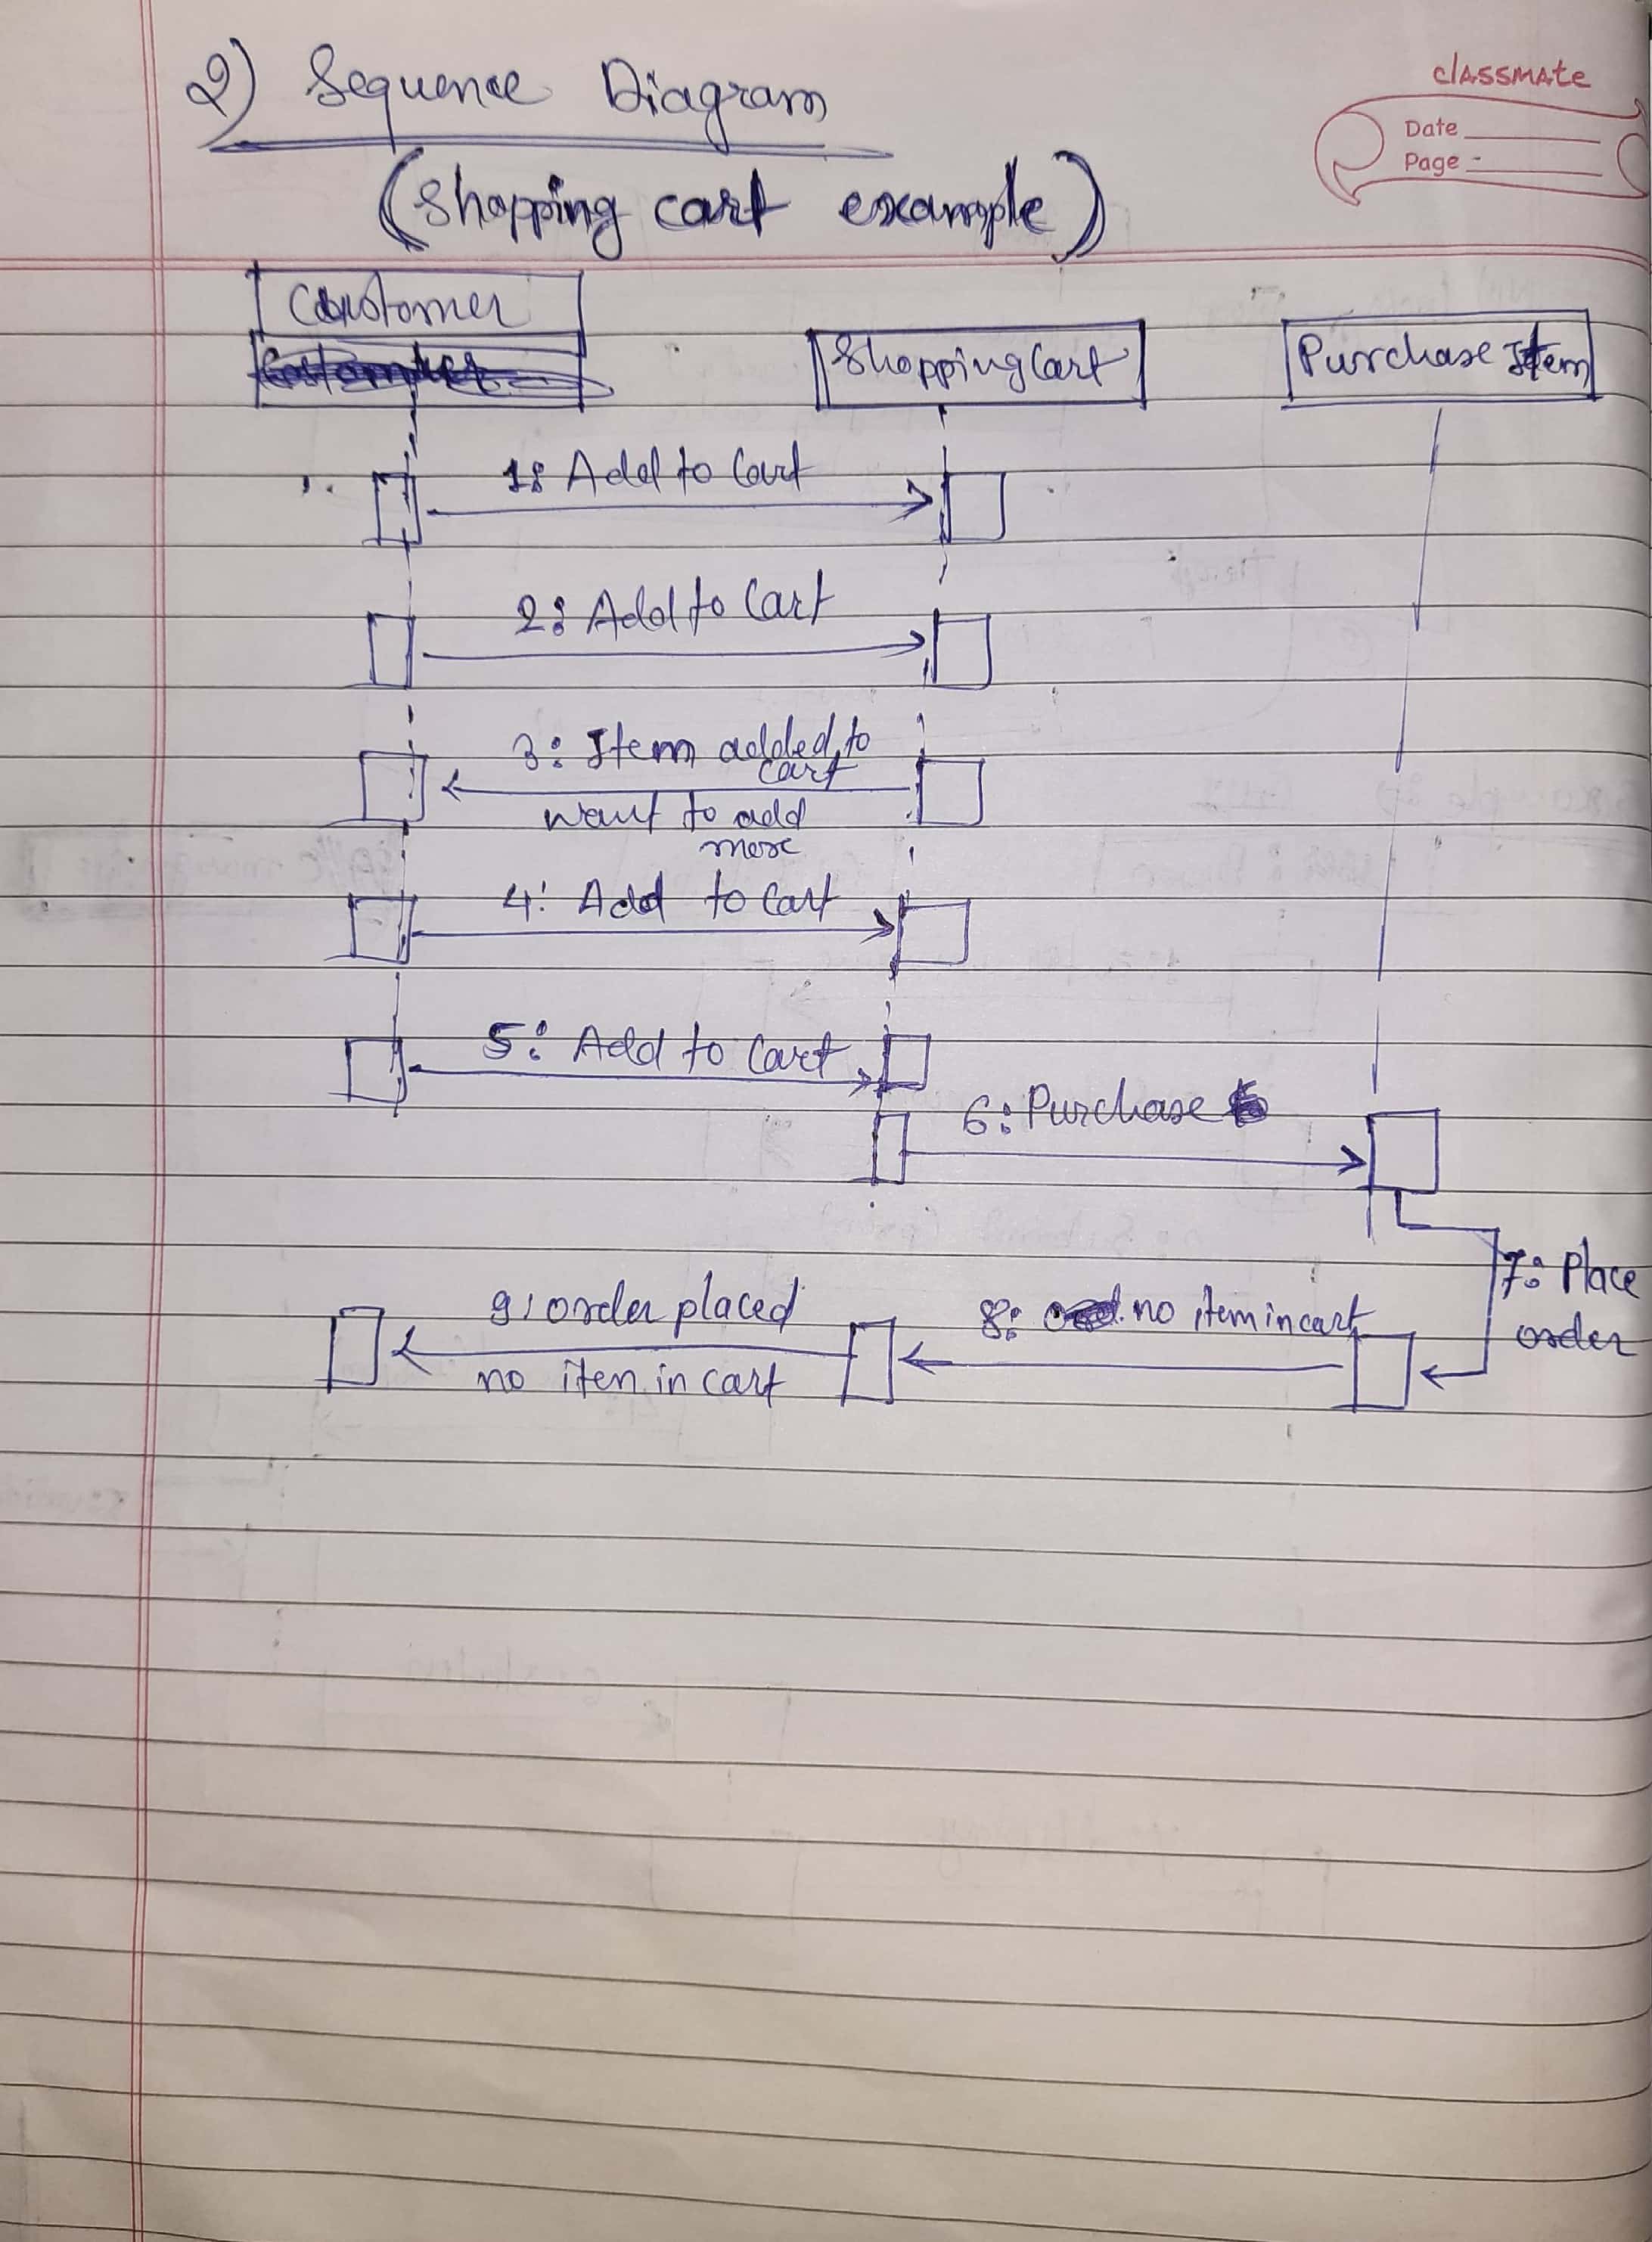 2) Sequence Diagram
classmate
Date
Page
(Shopping cart example)
Customer
Shopping Cart
Purchase Item
1: Add to Cart
2: Add to Cart
3: Item added to
cart
want to add
more
4: Add to Cart
5: Add to Cart
6: Purchase
7: Place
order
8: no item in cart
9: order placed
no item in cart